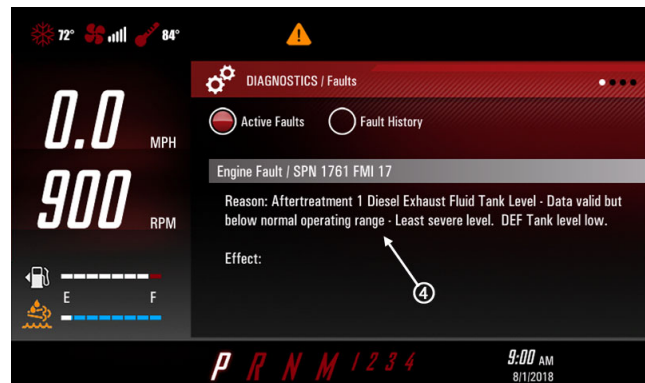 72°
84°
DIAGNOSTICS / Faults
Active Faults
Fault History
0.0 MPH
Engine Fault / SPN 1761 FMI 17
Reason: Aftertreatment 1 Diesel Exhaust Fluid Tank Level - Data valid but
below normal operating range - Least severe level. DEF Tank level low.
900 RPM
Effect:
4
E F
P R N M 1 2 3 4
9:00 AM
8/1/2018